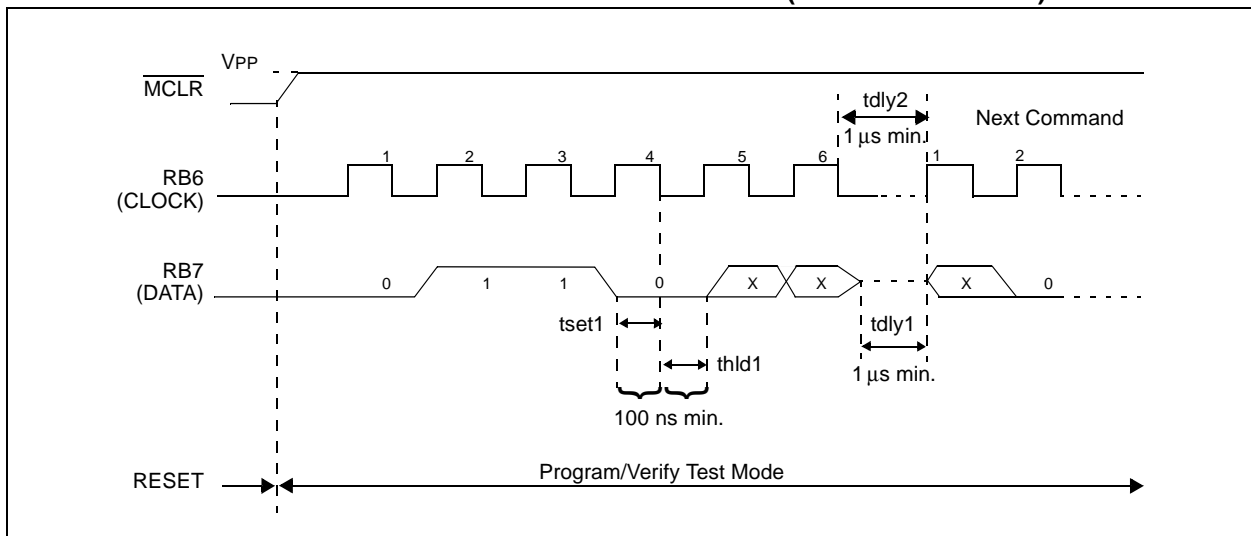 VPP
MCLR
tdly2
Next Command
1 µs min.
1 2 3 4 5 6 1 2
RB6
(CLOCK)
RB7
(DATA)
0 1 1 0 X X X 0
tset1
tdly1
thld1
1 µs min.
100 ns min.
RESET
Program/Verify Test Mode